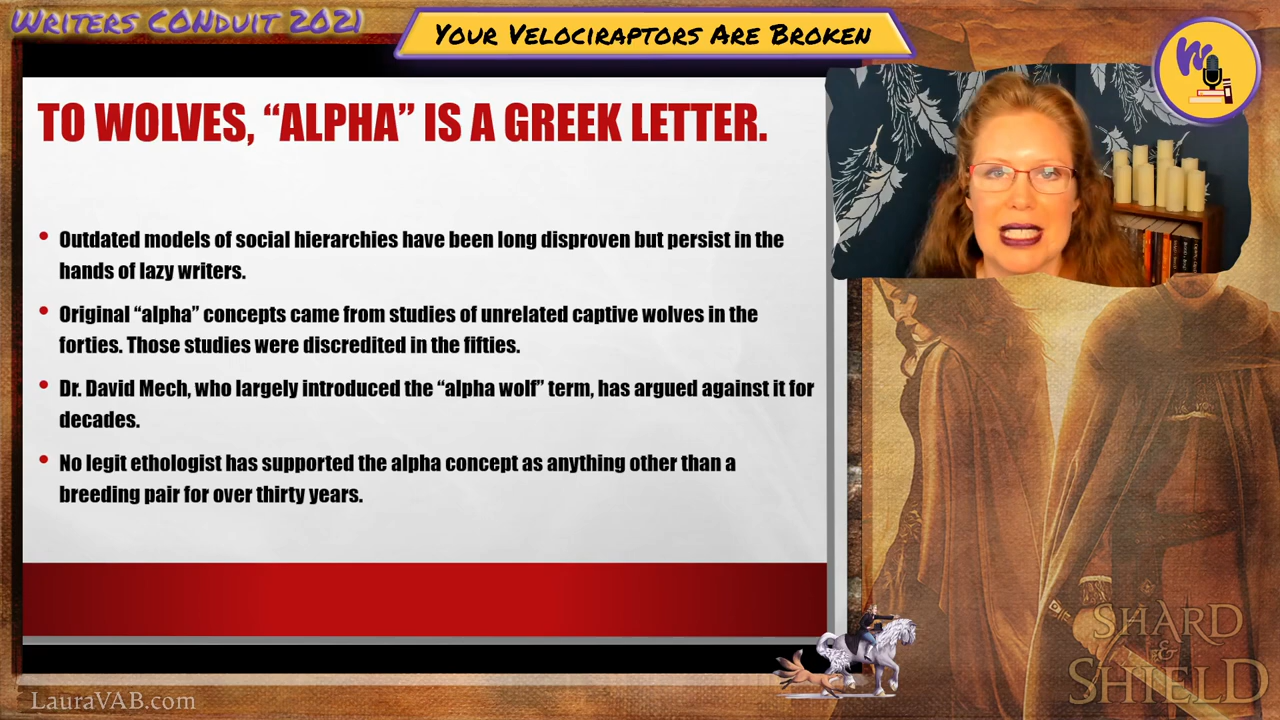 WRITERS CONDUIT 2021
YOUR VELOCIRAPTORS ARE BROKEN
W
TO WOLVES, “ALPHA” IS A GREEK LETTER.
• Outdated models of social hierarchies have been long disproven but persist in the
hands of lazy writers.
• Original “alpha” concepts came from studies of unrelated captive wolves in the
forties. Those studies were discredited in the fifties.
• Dr. David Mech, who largely introduced the “alpha wolf” term, has argued against it for
decades.
• No legit ethologist has supported the alpha concept as anything other than a
breeding pair for over thirty years.
SHARD
&
SHIELD
LauraVAB.com